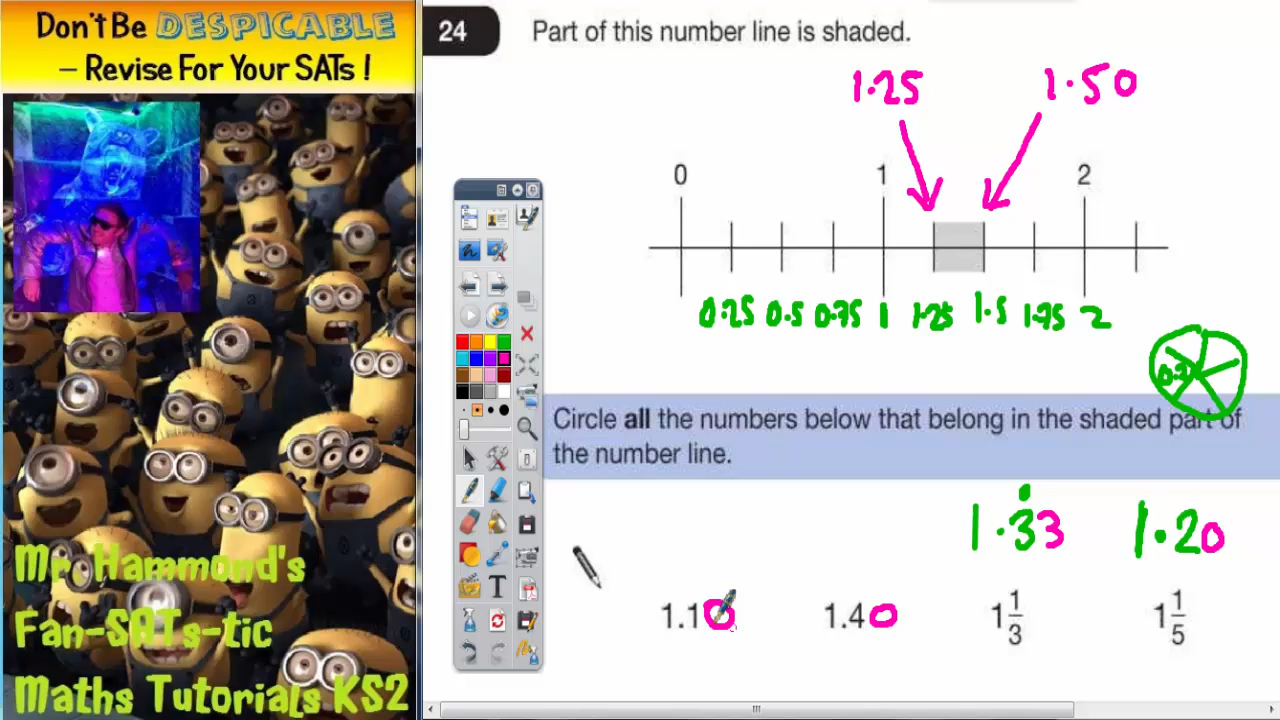 Don't Be DESPICABLE
– Revise For Your SATs !
Mr. Hammond's
Fan-SATs-tic
Maths Tutorials KS2
24 Part of this number line is shaded.
1.25 1.50
0 1 2
0.25 0.5 0.75 1 1.25 1.5 1.75 2
Circle all the numbers below that belong in the shaded part of
the number line.
1.3̇3 1.20
1.10 1.40 1 1/3 1 1/5